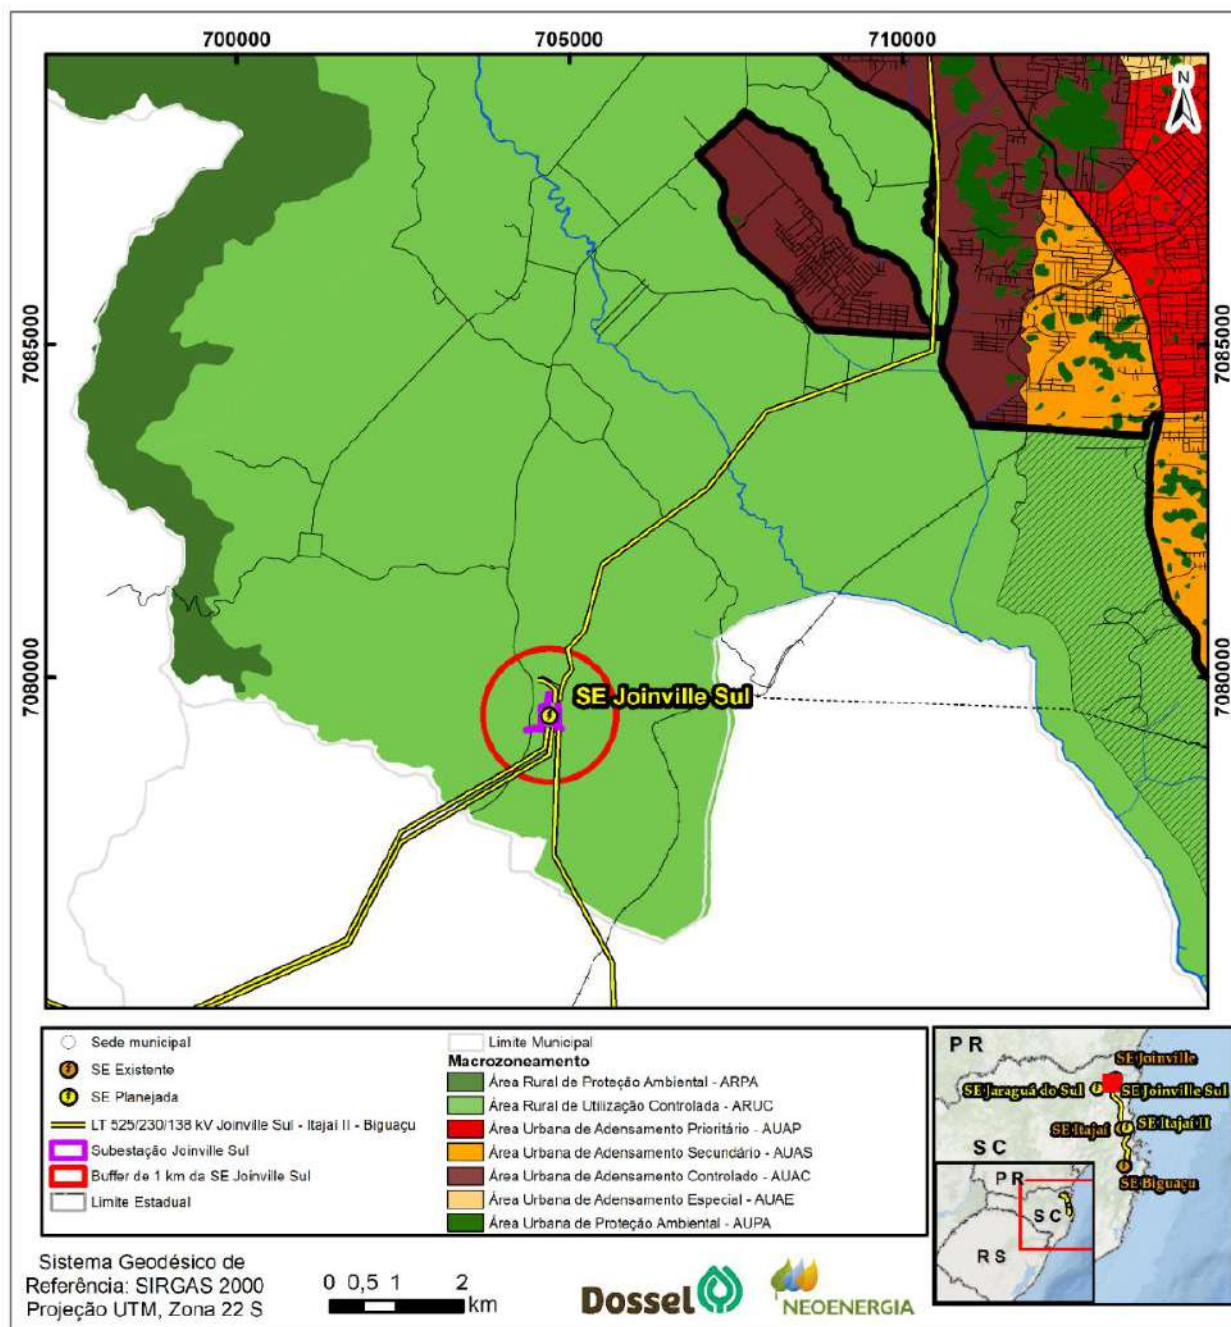 700000 705000 710000
N
7085000 7085000
7080000 7080000
SE Joinville Sul
Sede municipal
SE Existente
SE Planejada
LT 525/230/138 kV Joinville Sul - Itajaí II - Biguaçu
Subestação Joinville Sul
Buffer de 1 km da SE Joinville Sul
Limite Estadual
Limite Municipal
Macrozoneamento
Área Rural de Proteção Ambiental - ARPA
Área Rural de Utilização Controlada - ARUC
Área Urbana de Adensamento Prioritário - AUAP
Área Urbana de Adensamento Secundário - AUAS
Área Urbana de Adensamento Controlado - AUAC
Área Urbana de Adensamento Especial - AUAE
Área Urbana de Proteção Ambiental - AUPA
PR
SE Joinville
SE Jaraguá do Sul
SE Joinville Sul
SE Itajaí
SE Itajaí II
SC
SE Biguaçu
PR
SC
RS
Sistema Geodésico de
Referência: SIRGAS 2000
Projeção UTM, Zona 22 S
0 0,5 1 2
km
Dossel
NEOENERGIA